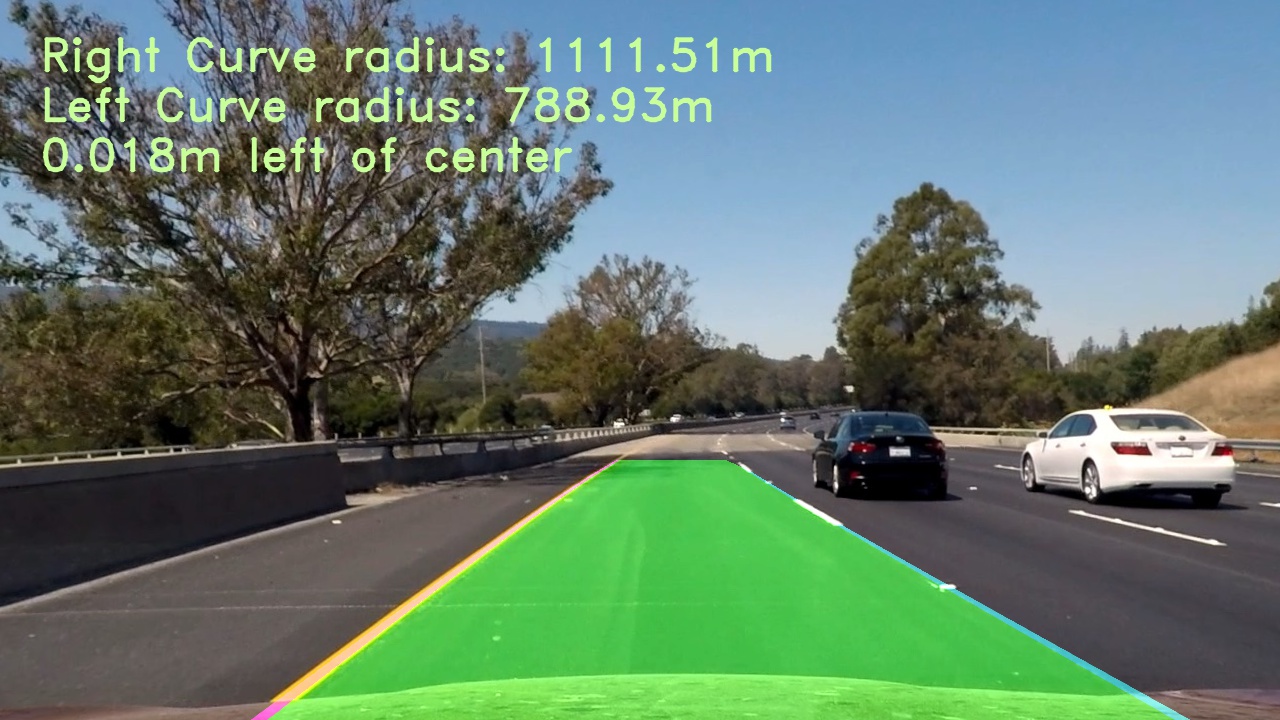 Right Curve radius: 1111.51m
Left Curve radius: 788.93m
0.018m left of center